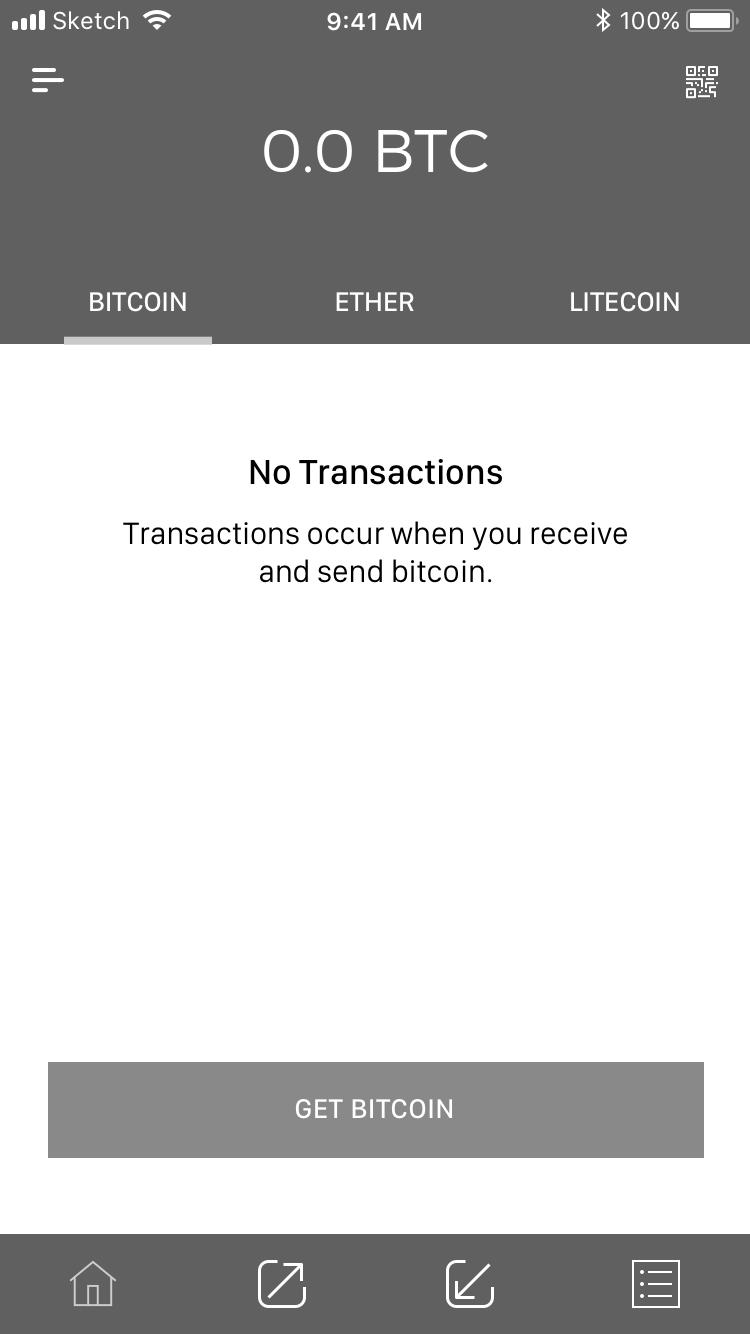 Sketch 9:41 AM 100%
0.0 BTC
BITCOIN ETHER LITECOIN
No Transactions
Transactions occur when you receive
and send bitcoin.
GET BITCOIN